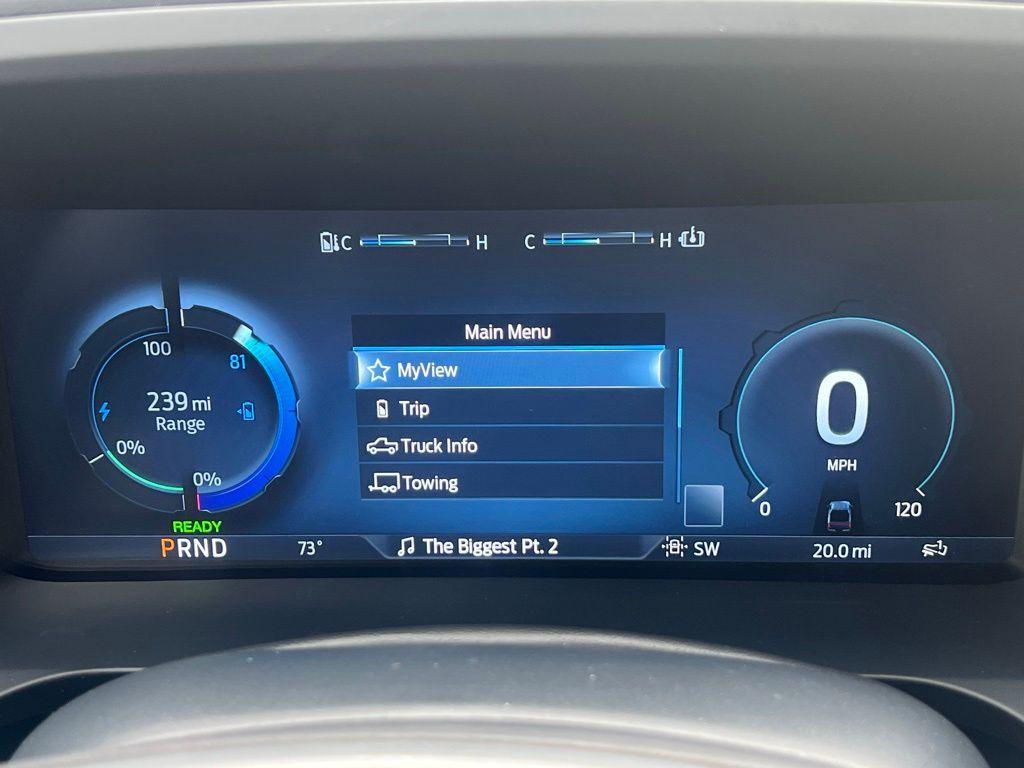 C H C H
Main Menu
MyView
Trip
Truck Info
Towing
100
81
239 mi
Range
0%
0%
READY
PRND
73°
The Biggest Pt. 2
SW
0
MPH
0
120
20.0 mi